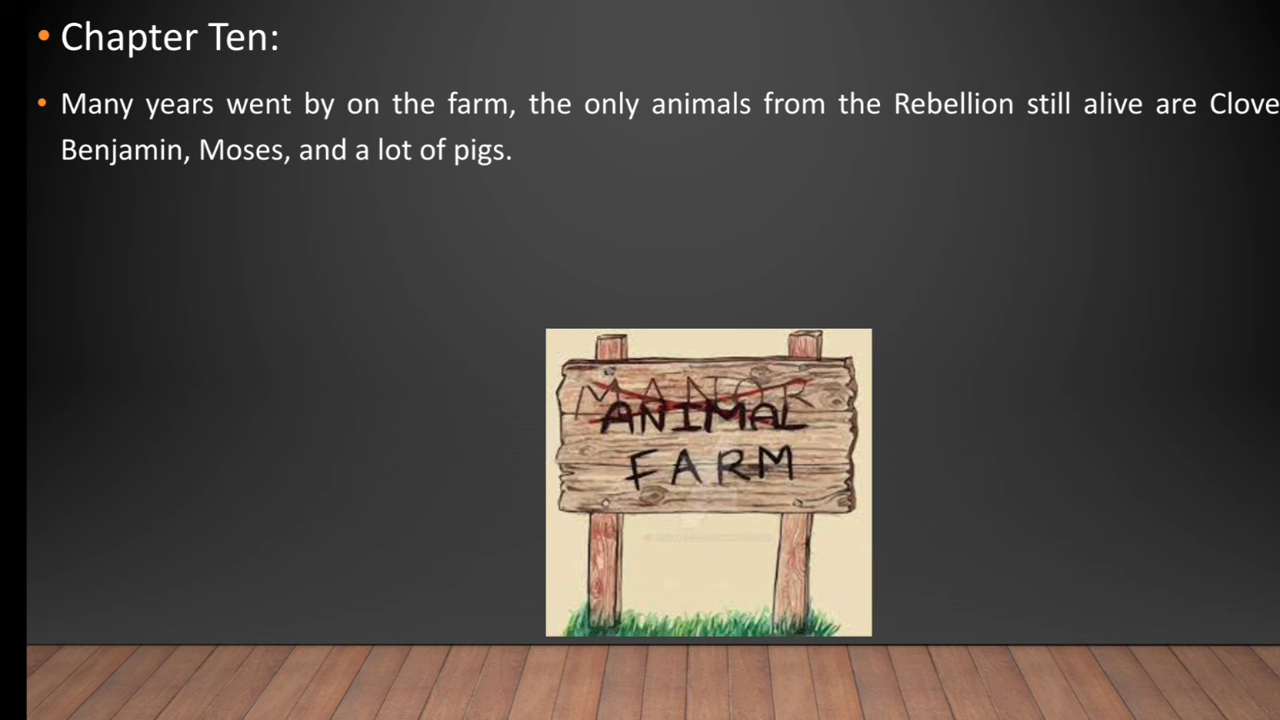 • Chapter Ten:
• Many years went by on the farm, the only animals from the Rebellion still alive are Clove
Benjamin, Moses, and a lot of pigs.
MANOR
ANIMAL
FARM